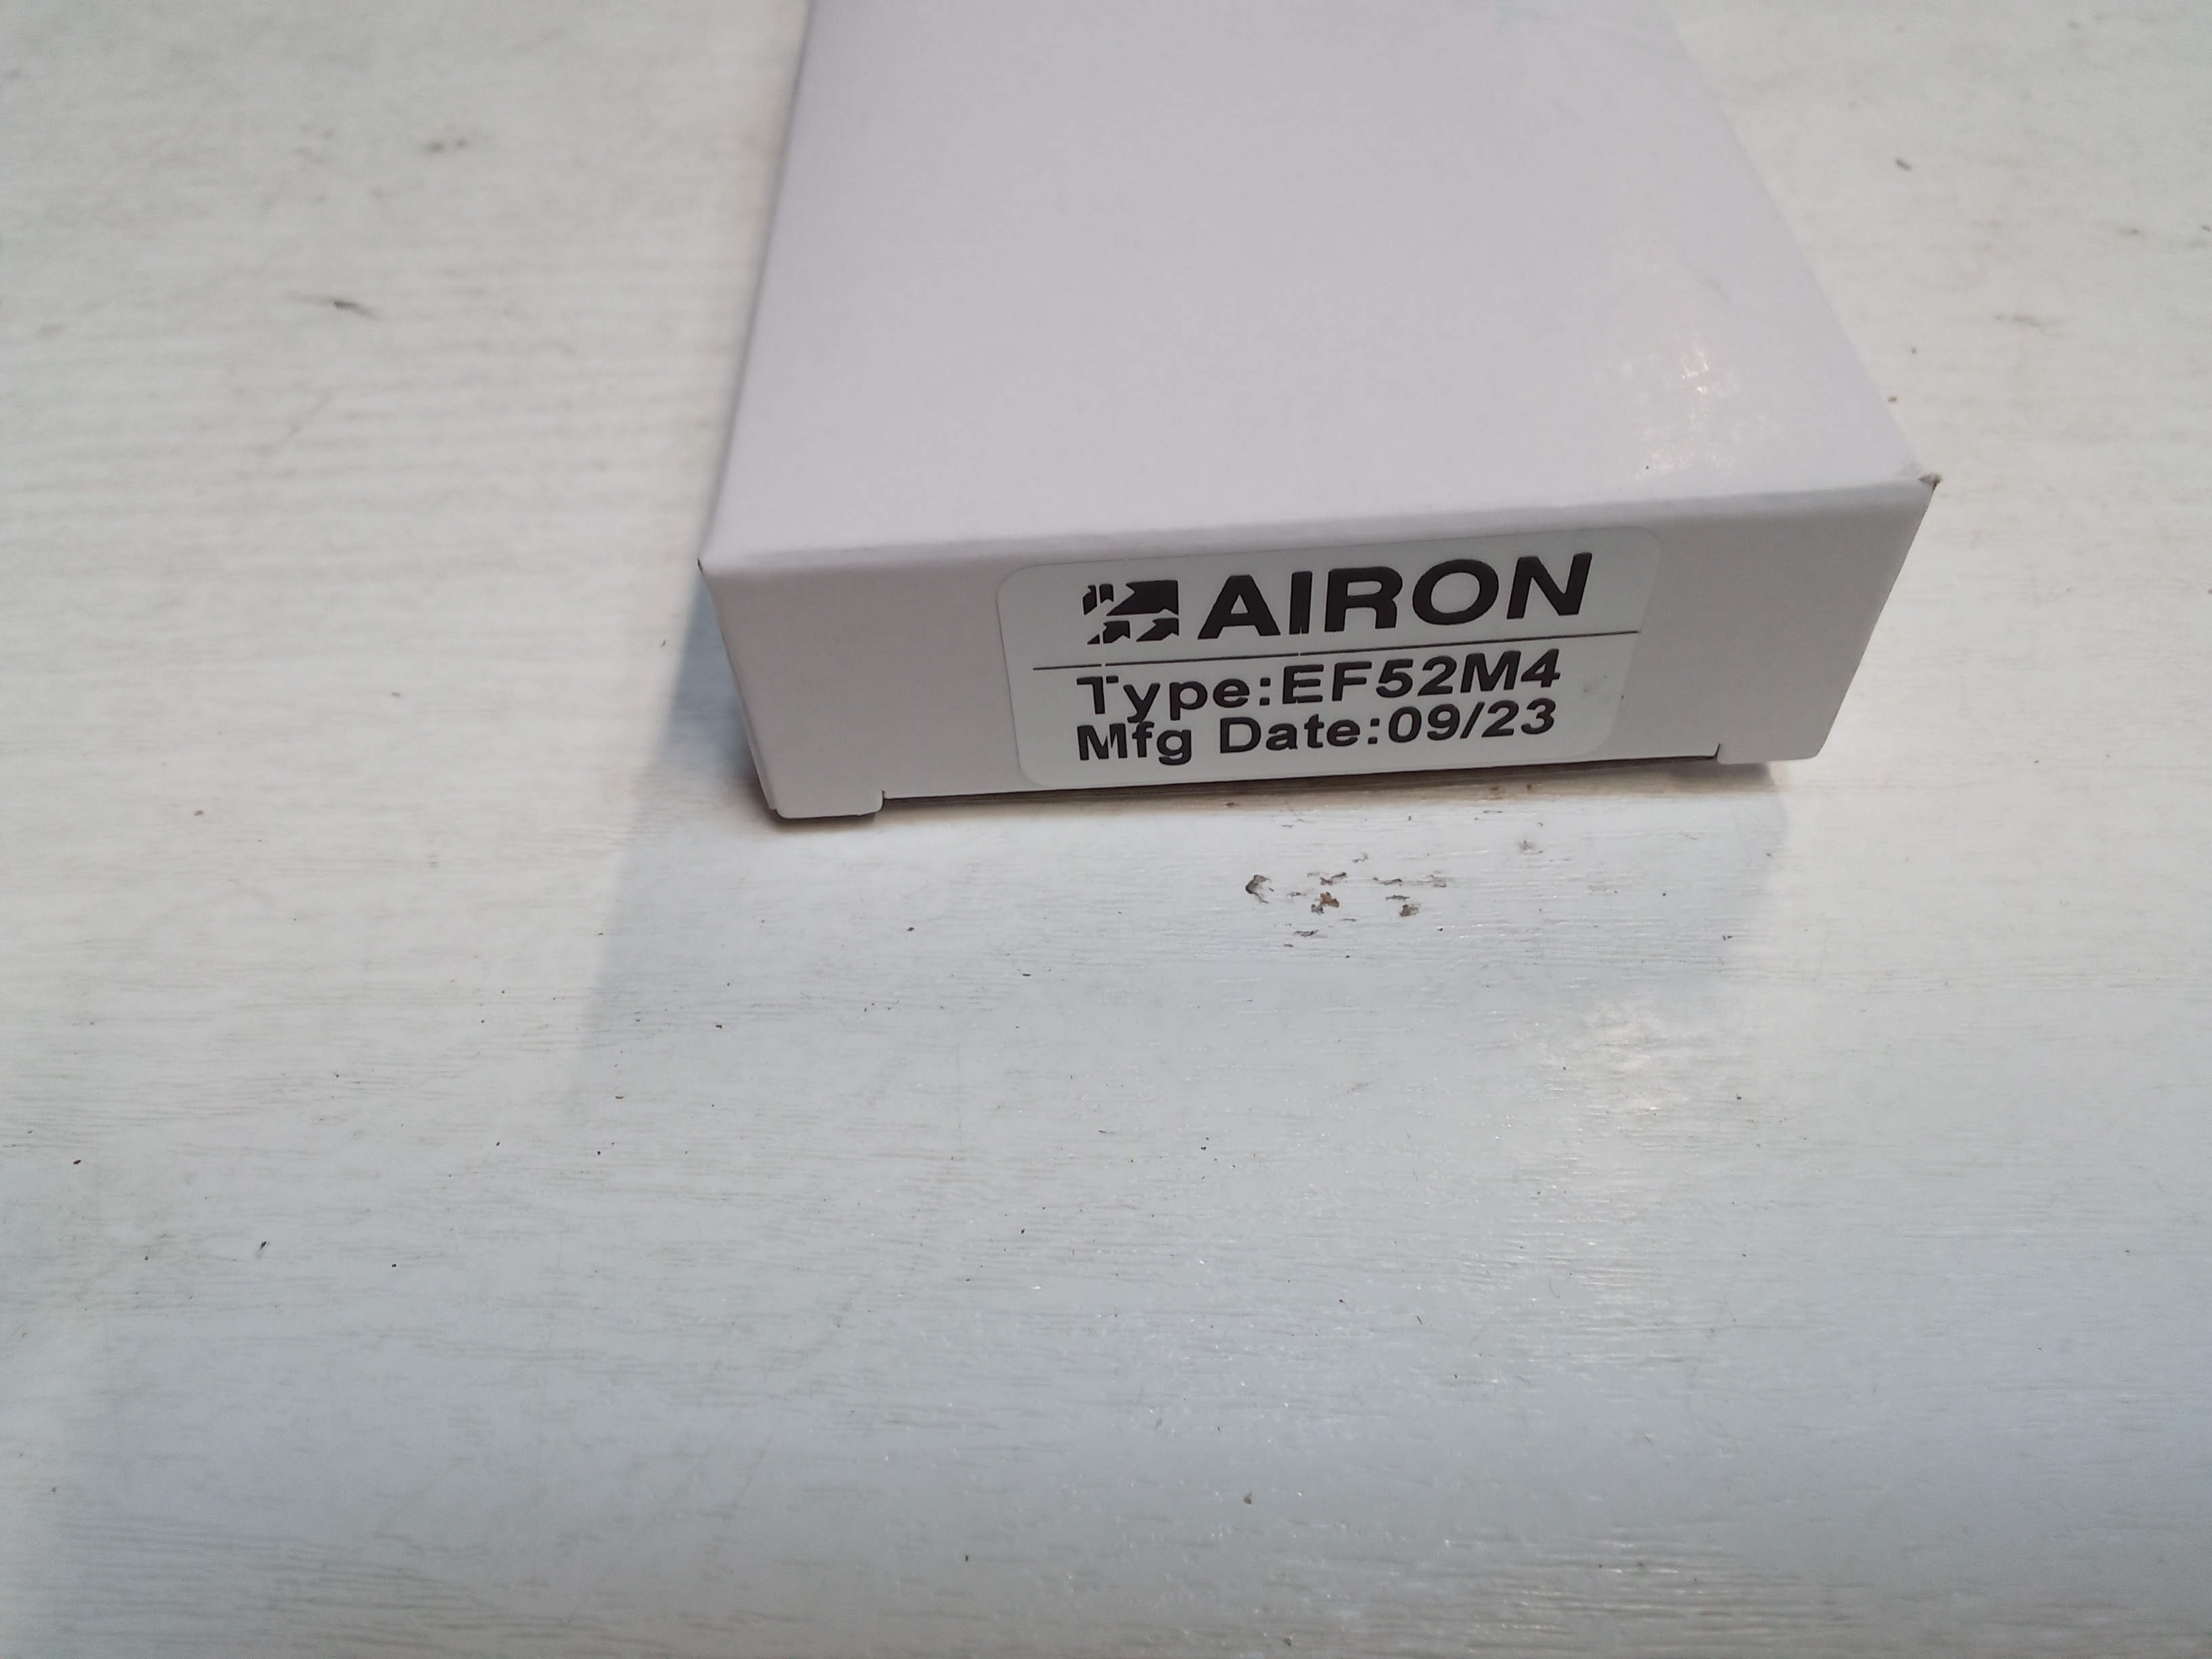 AIRON
Type:EF52M4
Mfg Date:09/23